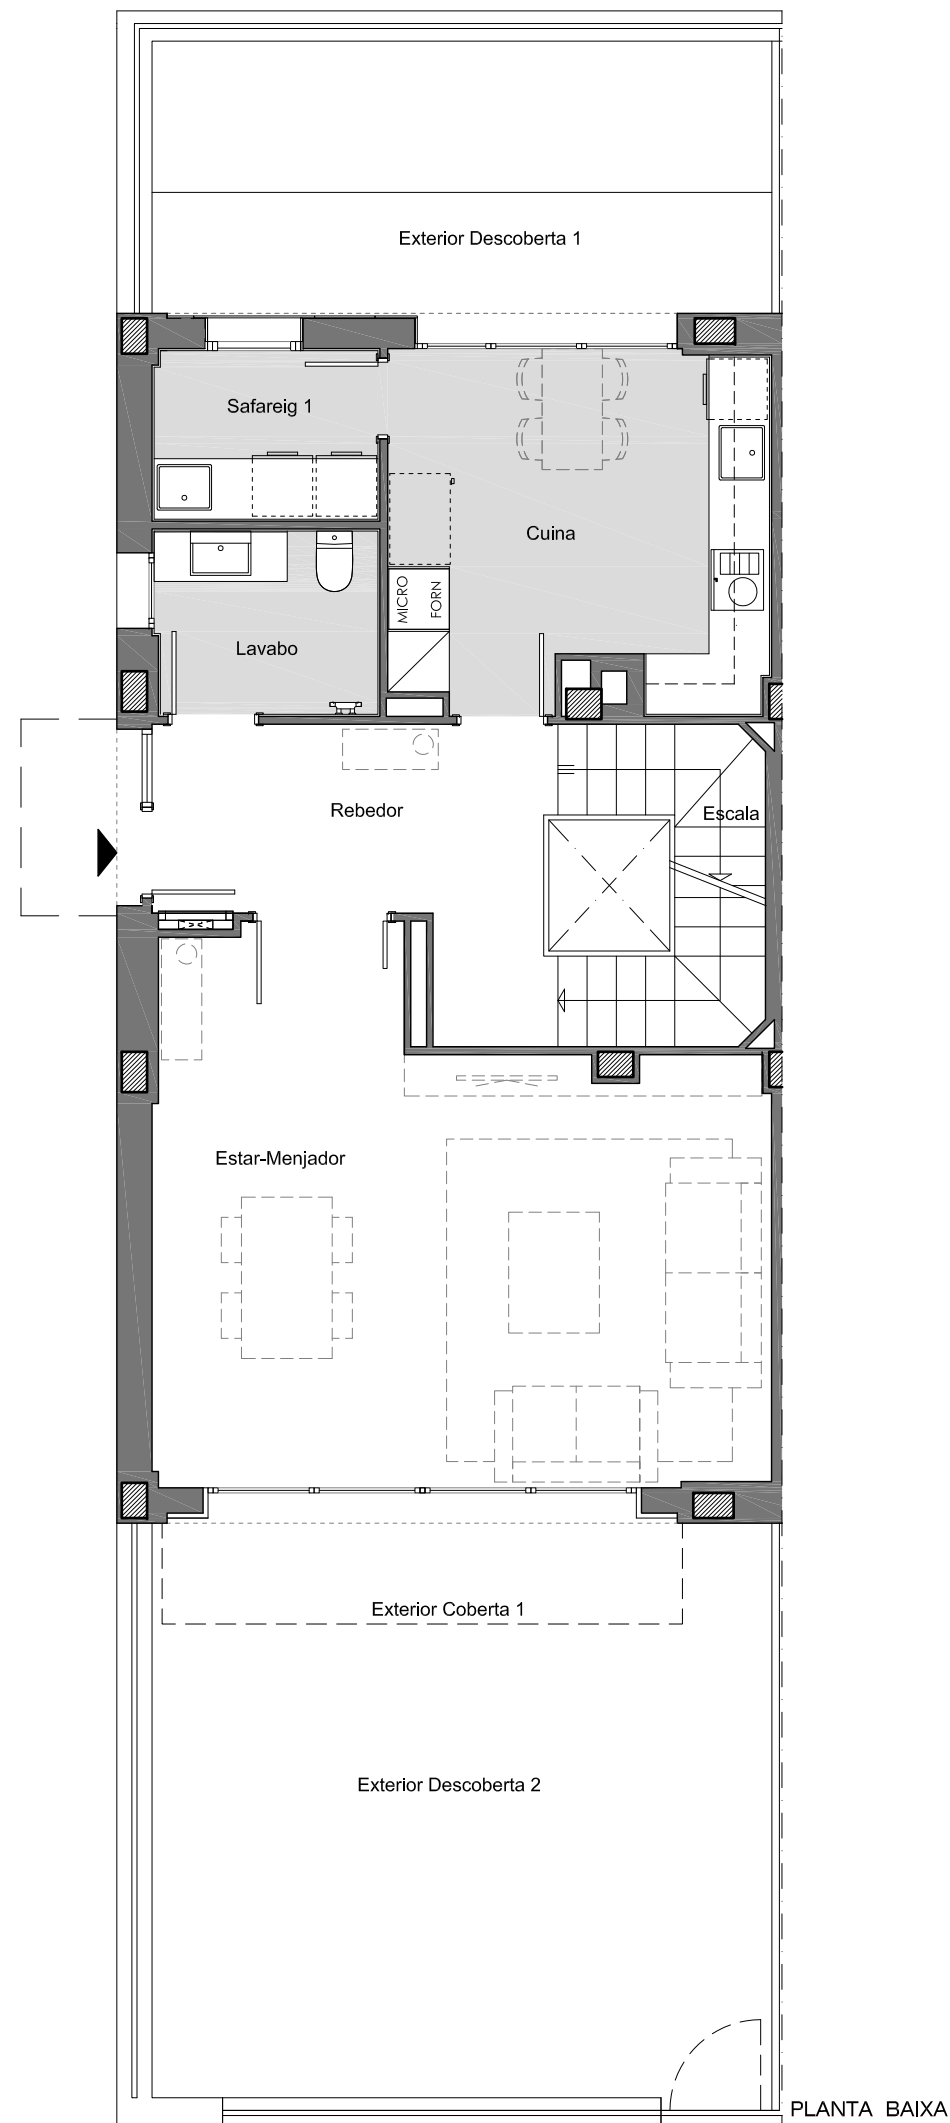 Exterior Descoberta 1
Safareig 1
Cuina
MICRO
FORN
Lavabo
Rebedor
Escala
Estar-Menjador
Exterior Coberta 1
Exterior Descoberta 2
PLANTA BAIXA